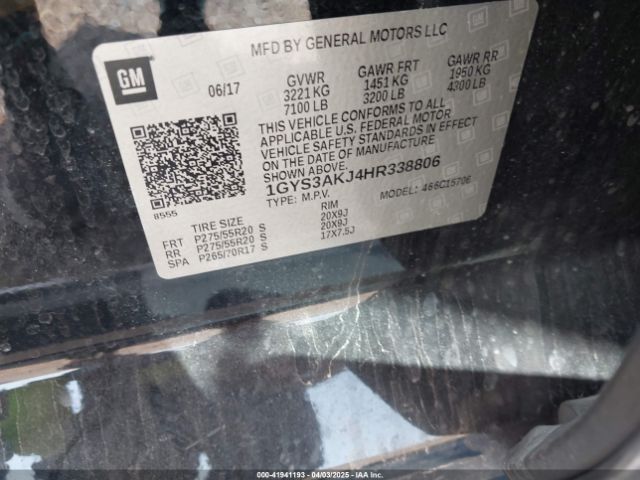 MFD BY GENERAL MOTORS LLC
GM
06/17
GVWR GAWR FRT GAWR RR
3221 KG 1451 KG 1950 KG
7100 LB 3200 LB 4300 LB
THIS VEHICLE CONFORMS TO ALL
APPLICABLE U.S. FEDERAL MOTOR
VEHICLE SAFETY STANDARDS IN EFFECT
ON THE DATE OF MANUFACTURE
SHOWN ABOVE.
1GYS3AKJ4HR338806
TYPE: M.P.V. MODEL: 466C15706
8555
TIRE SIZE RIM
FRT P275/55R20 S 20X9J
RR P275/55R20 S 20X9J
SPA P265/70R17 S 17X7.5J
000-41941193 - 04/03/2025 - IAAI.COM